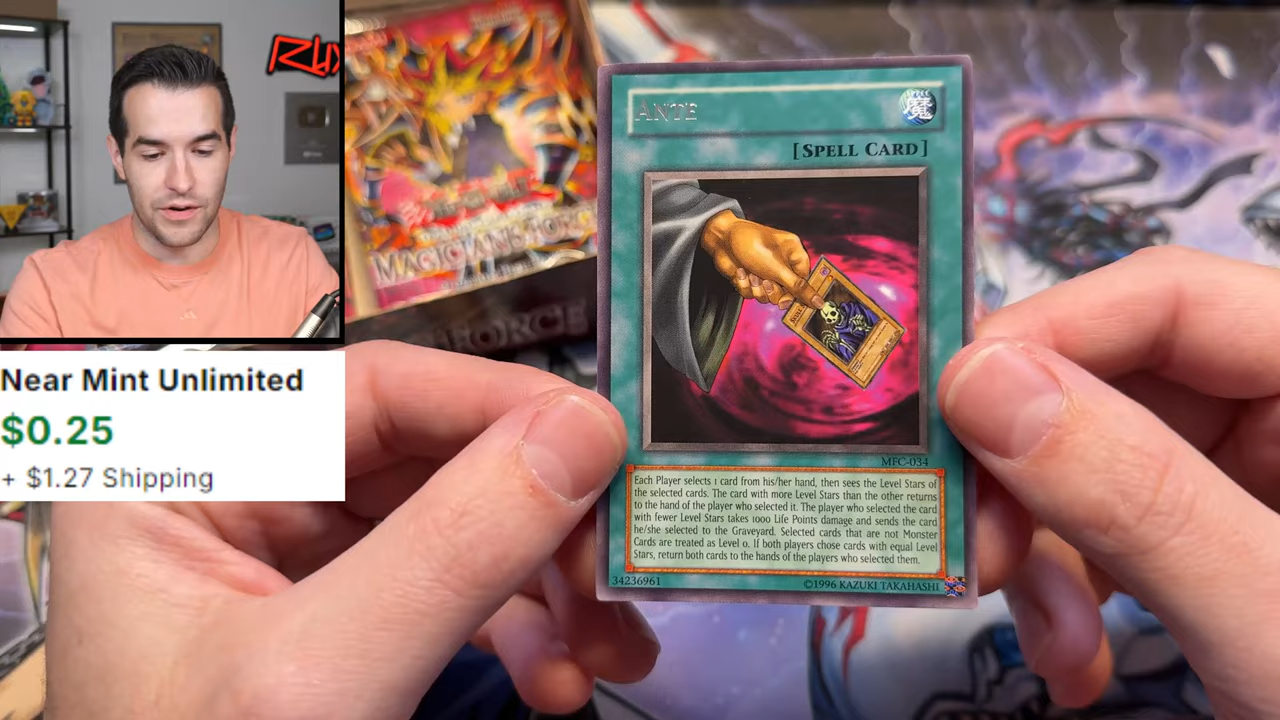 Near Mint Unlimited
$0.25
+ $1.27 Shipping
MAGICIAN'S FORCE
FORCE
ANTE
SPELL
魔
[SPELL CARD]
MFC-034
Each Player selects 1 card from his/her hand, then sees the Level Stars of
the selected cards. The card with more Level Stars than the other returns
to the hand of the player who selected it. The player who selected the card
with fewer Level Stars takes 1000 Life Points damage and sends the card
he/she selected to the Graveyard. Selected cards that are not Monster
Cards are treated as Level 0. If both players chose cards with equal Level
Stars, return both cards to the hands of the players who selected them.
34236961
©1996 KAZUKI TAKAHASHI